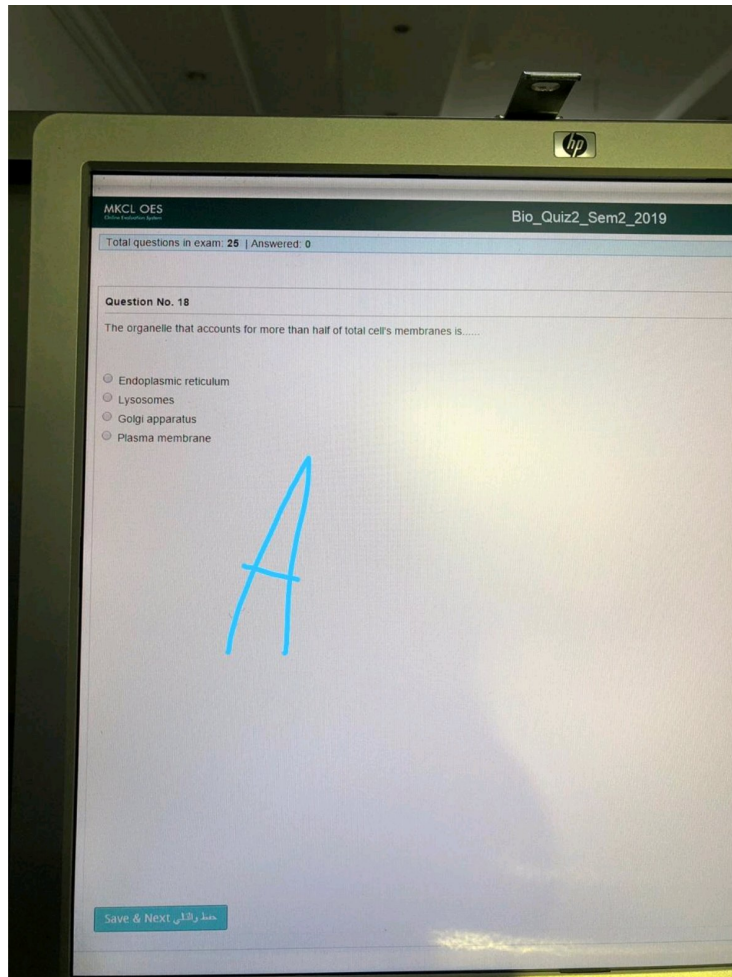 hp
MKCL OES
Online Evaluation System
Bio_Quiz2_Sem2_2019
Total questions in exam: 25 | Answered: 0
Question No. 18
The organelle that accounts for more than half of total cell's membranes is......
Endoplasmic reticulum
Lysosomes
Golgi apparatus
Plasma membrane
A
Save & Next حفظ والتالي